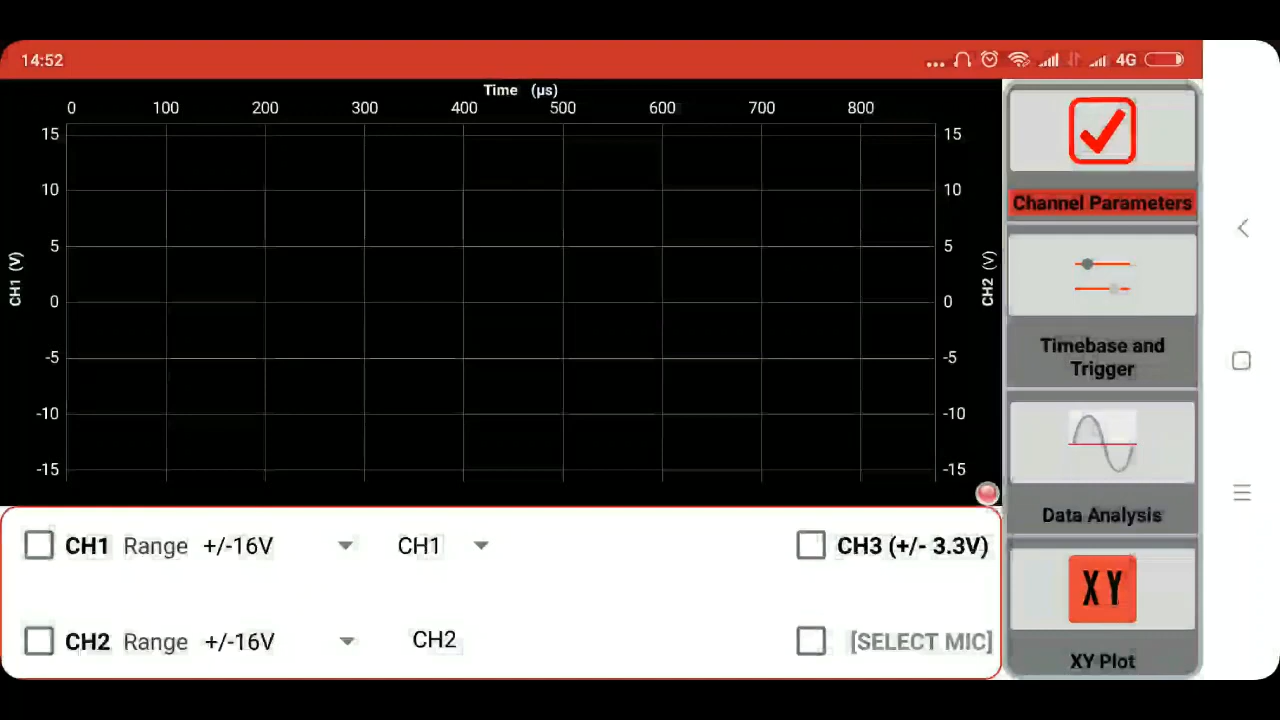 14:52
... 4G
Time (µs)
0 100 200 300 400 500 600 700 800
15 15
10 10
5 5
0 0
-5 -5
-10 -10
-15 -15
CH1 (V)
CH2 (V)
Channel Parameters
Timebase and
Trigger
Data Analysis
XY
XY Plot
CH1 Range +/-16V CH1 CH3 (+/- 3.3V)
CH2 Range +/-16V CH2 [SELECT MIC]